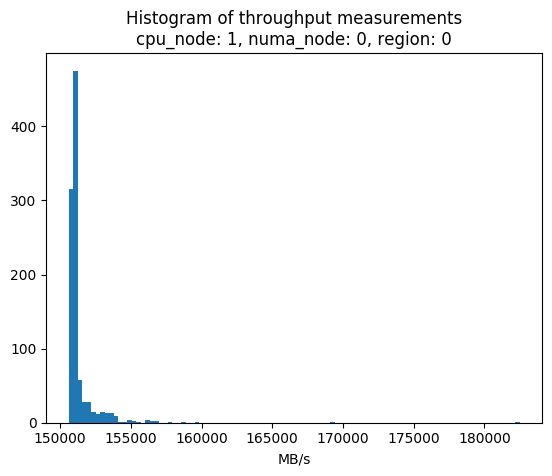 Histogram of throughput measurements
cpu_node: 1, numa_node: 0, region: 0
400
300
200
100
0
150000 155000 160000 165000 170000 175000 180000
MB/s